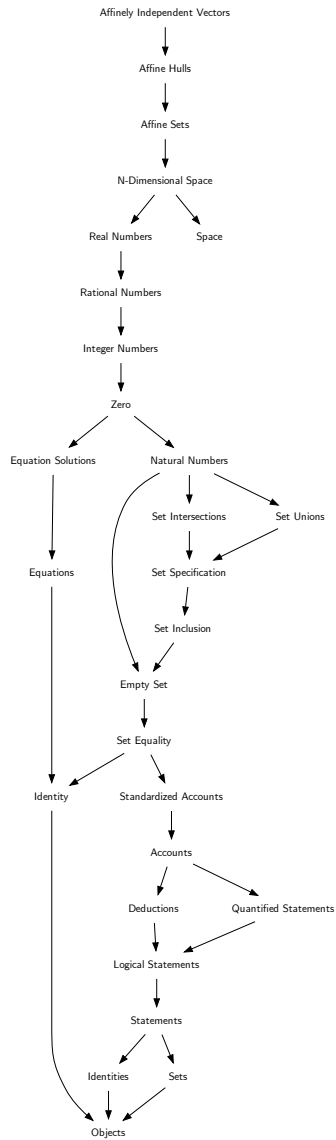 Affinely Independent Vectors
Affine Hulls
Affine Sets
N-Dimensional Space
Real Numbers
Space
Rational Numbers
Integer Numbers
Zero
Equation Solutions
Natural Numbers
Set Intersections
Set Unions
Equations
Set Specification
Set Inclusion
Empty Set
Set Equality
Identity
Standardized Accounts
Accounts
Deductions
Quantified Statements
Logical Statements
Statements
Identities
Sets
Objects